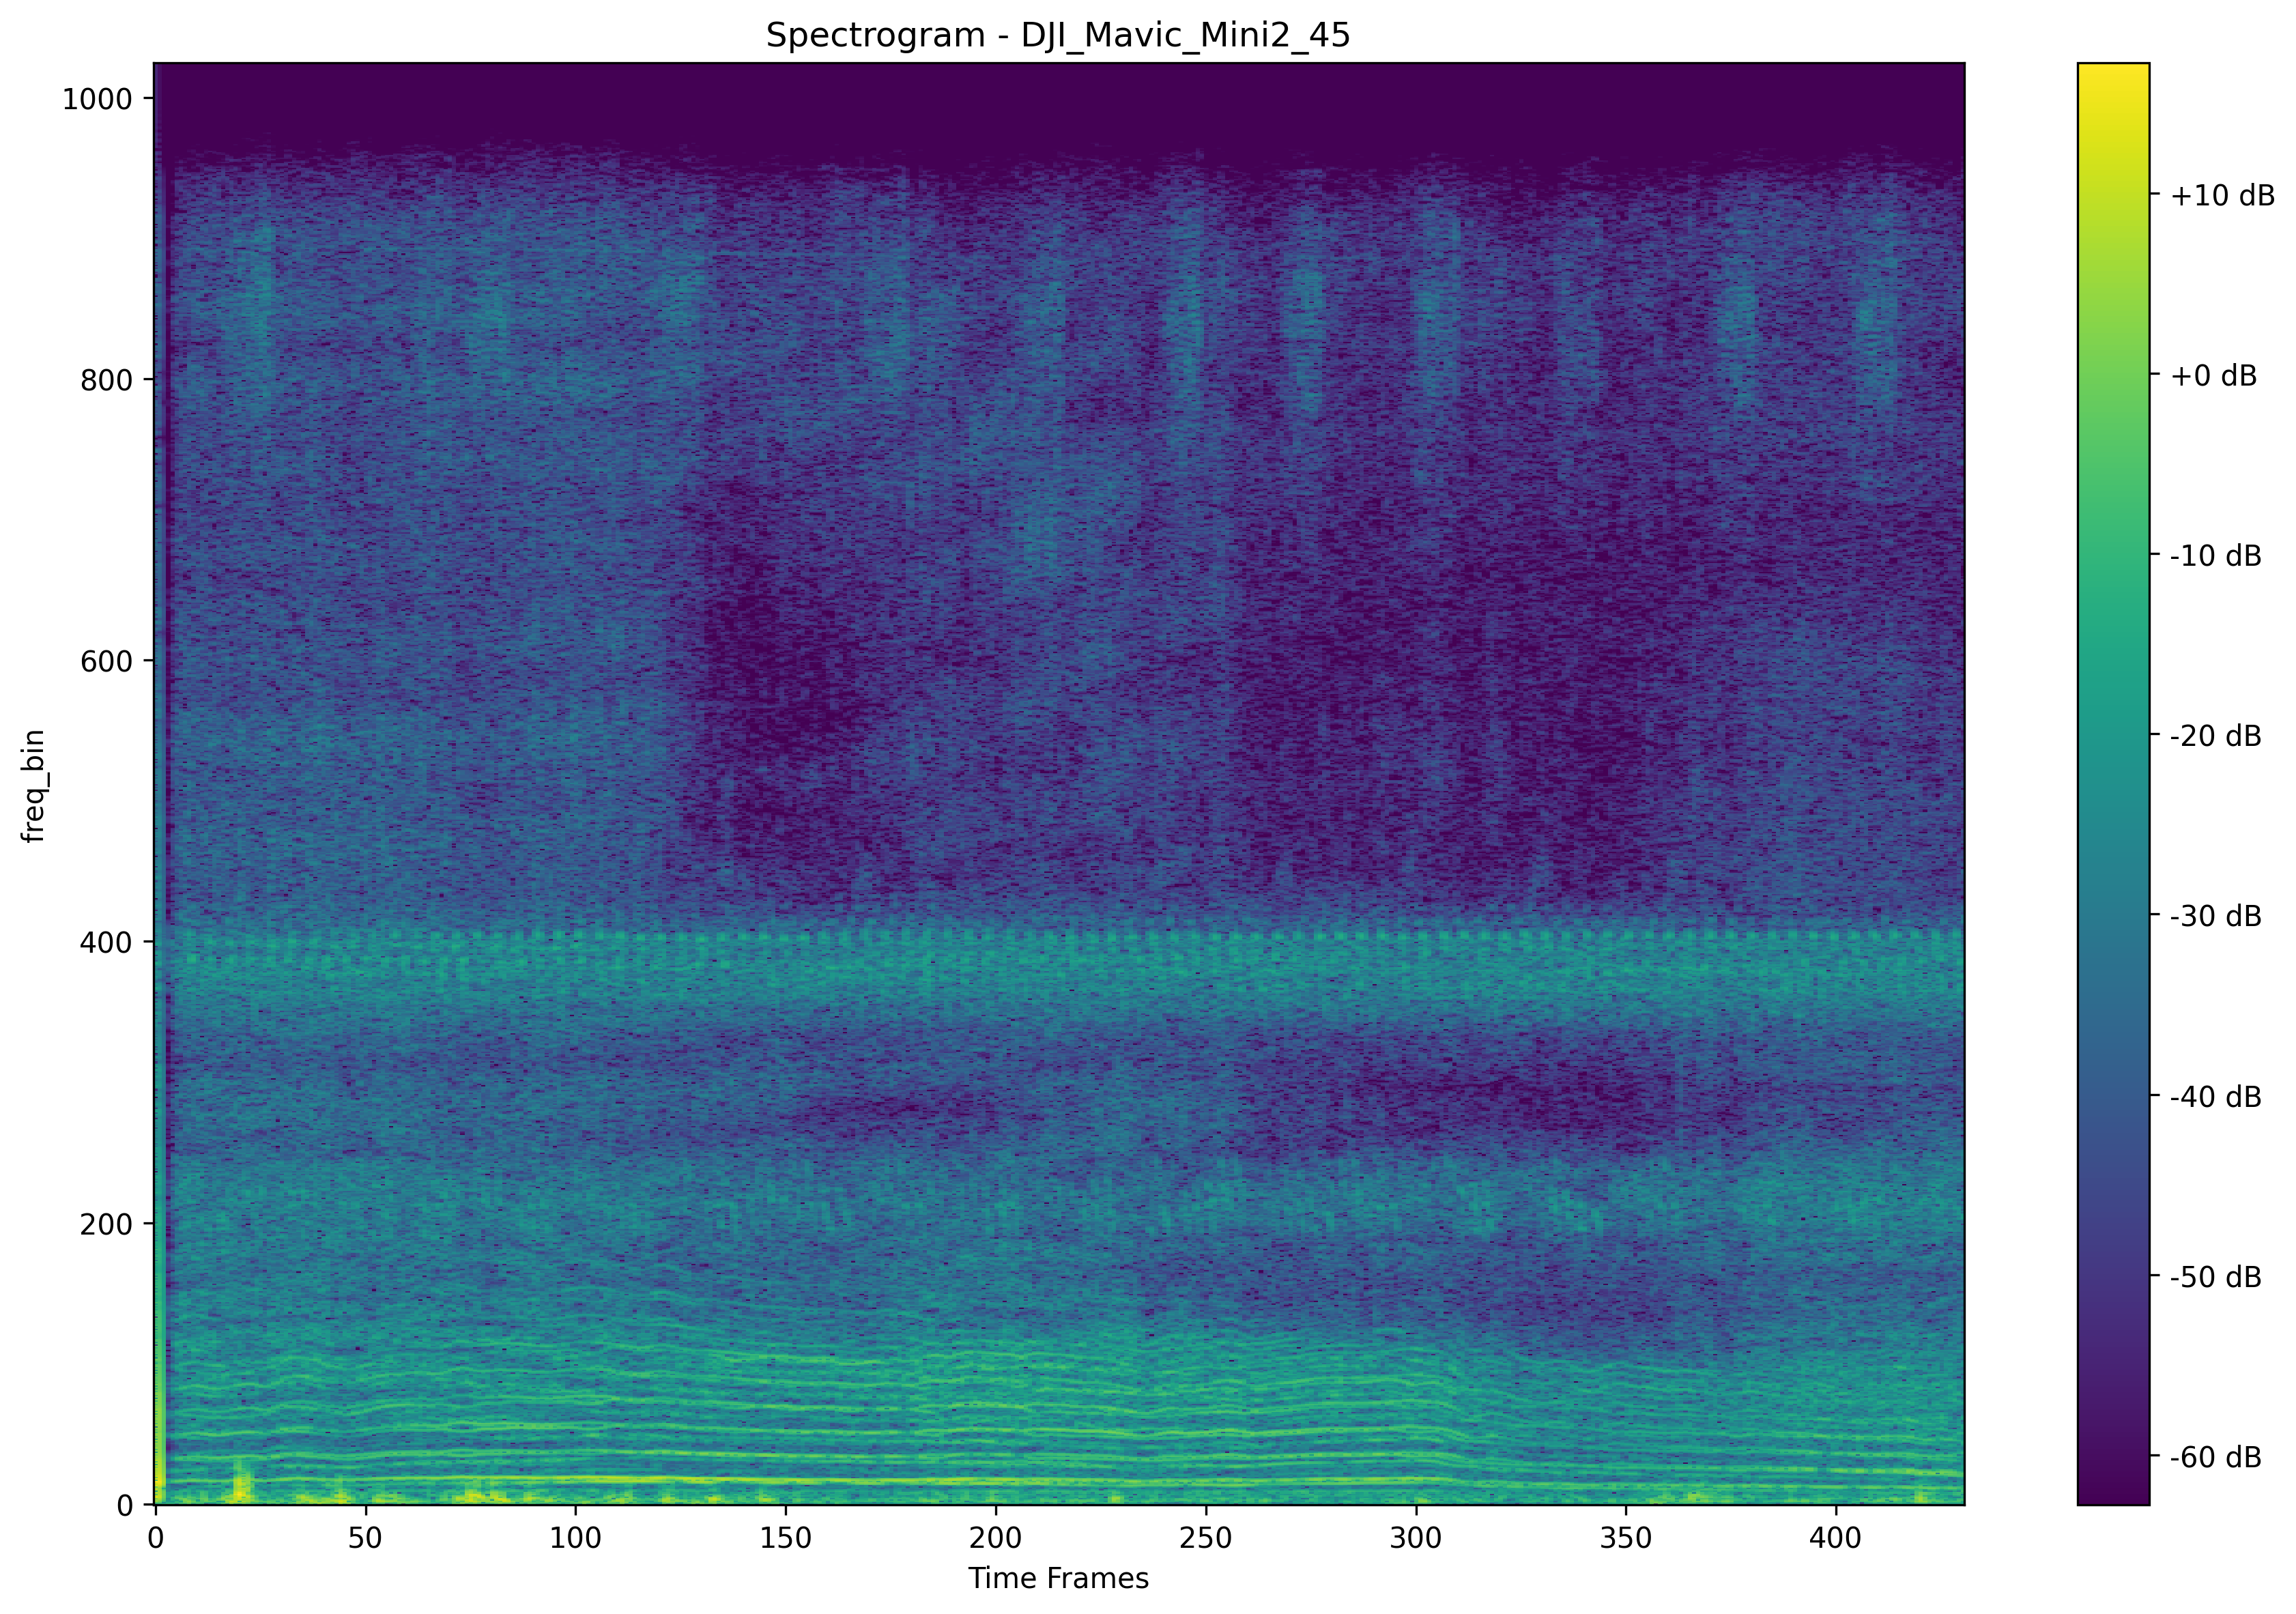 Spectrogram - DJI_Mavic_Mini2_45
1000
800
600
400
200
0
freq_bin
0 50 100 150 200 250 300 350 400
Time Frames
+10 dB
+0 dB
-10 dB
-20 dB
-30 dB
-40 dB
-50 dB
-60 dB